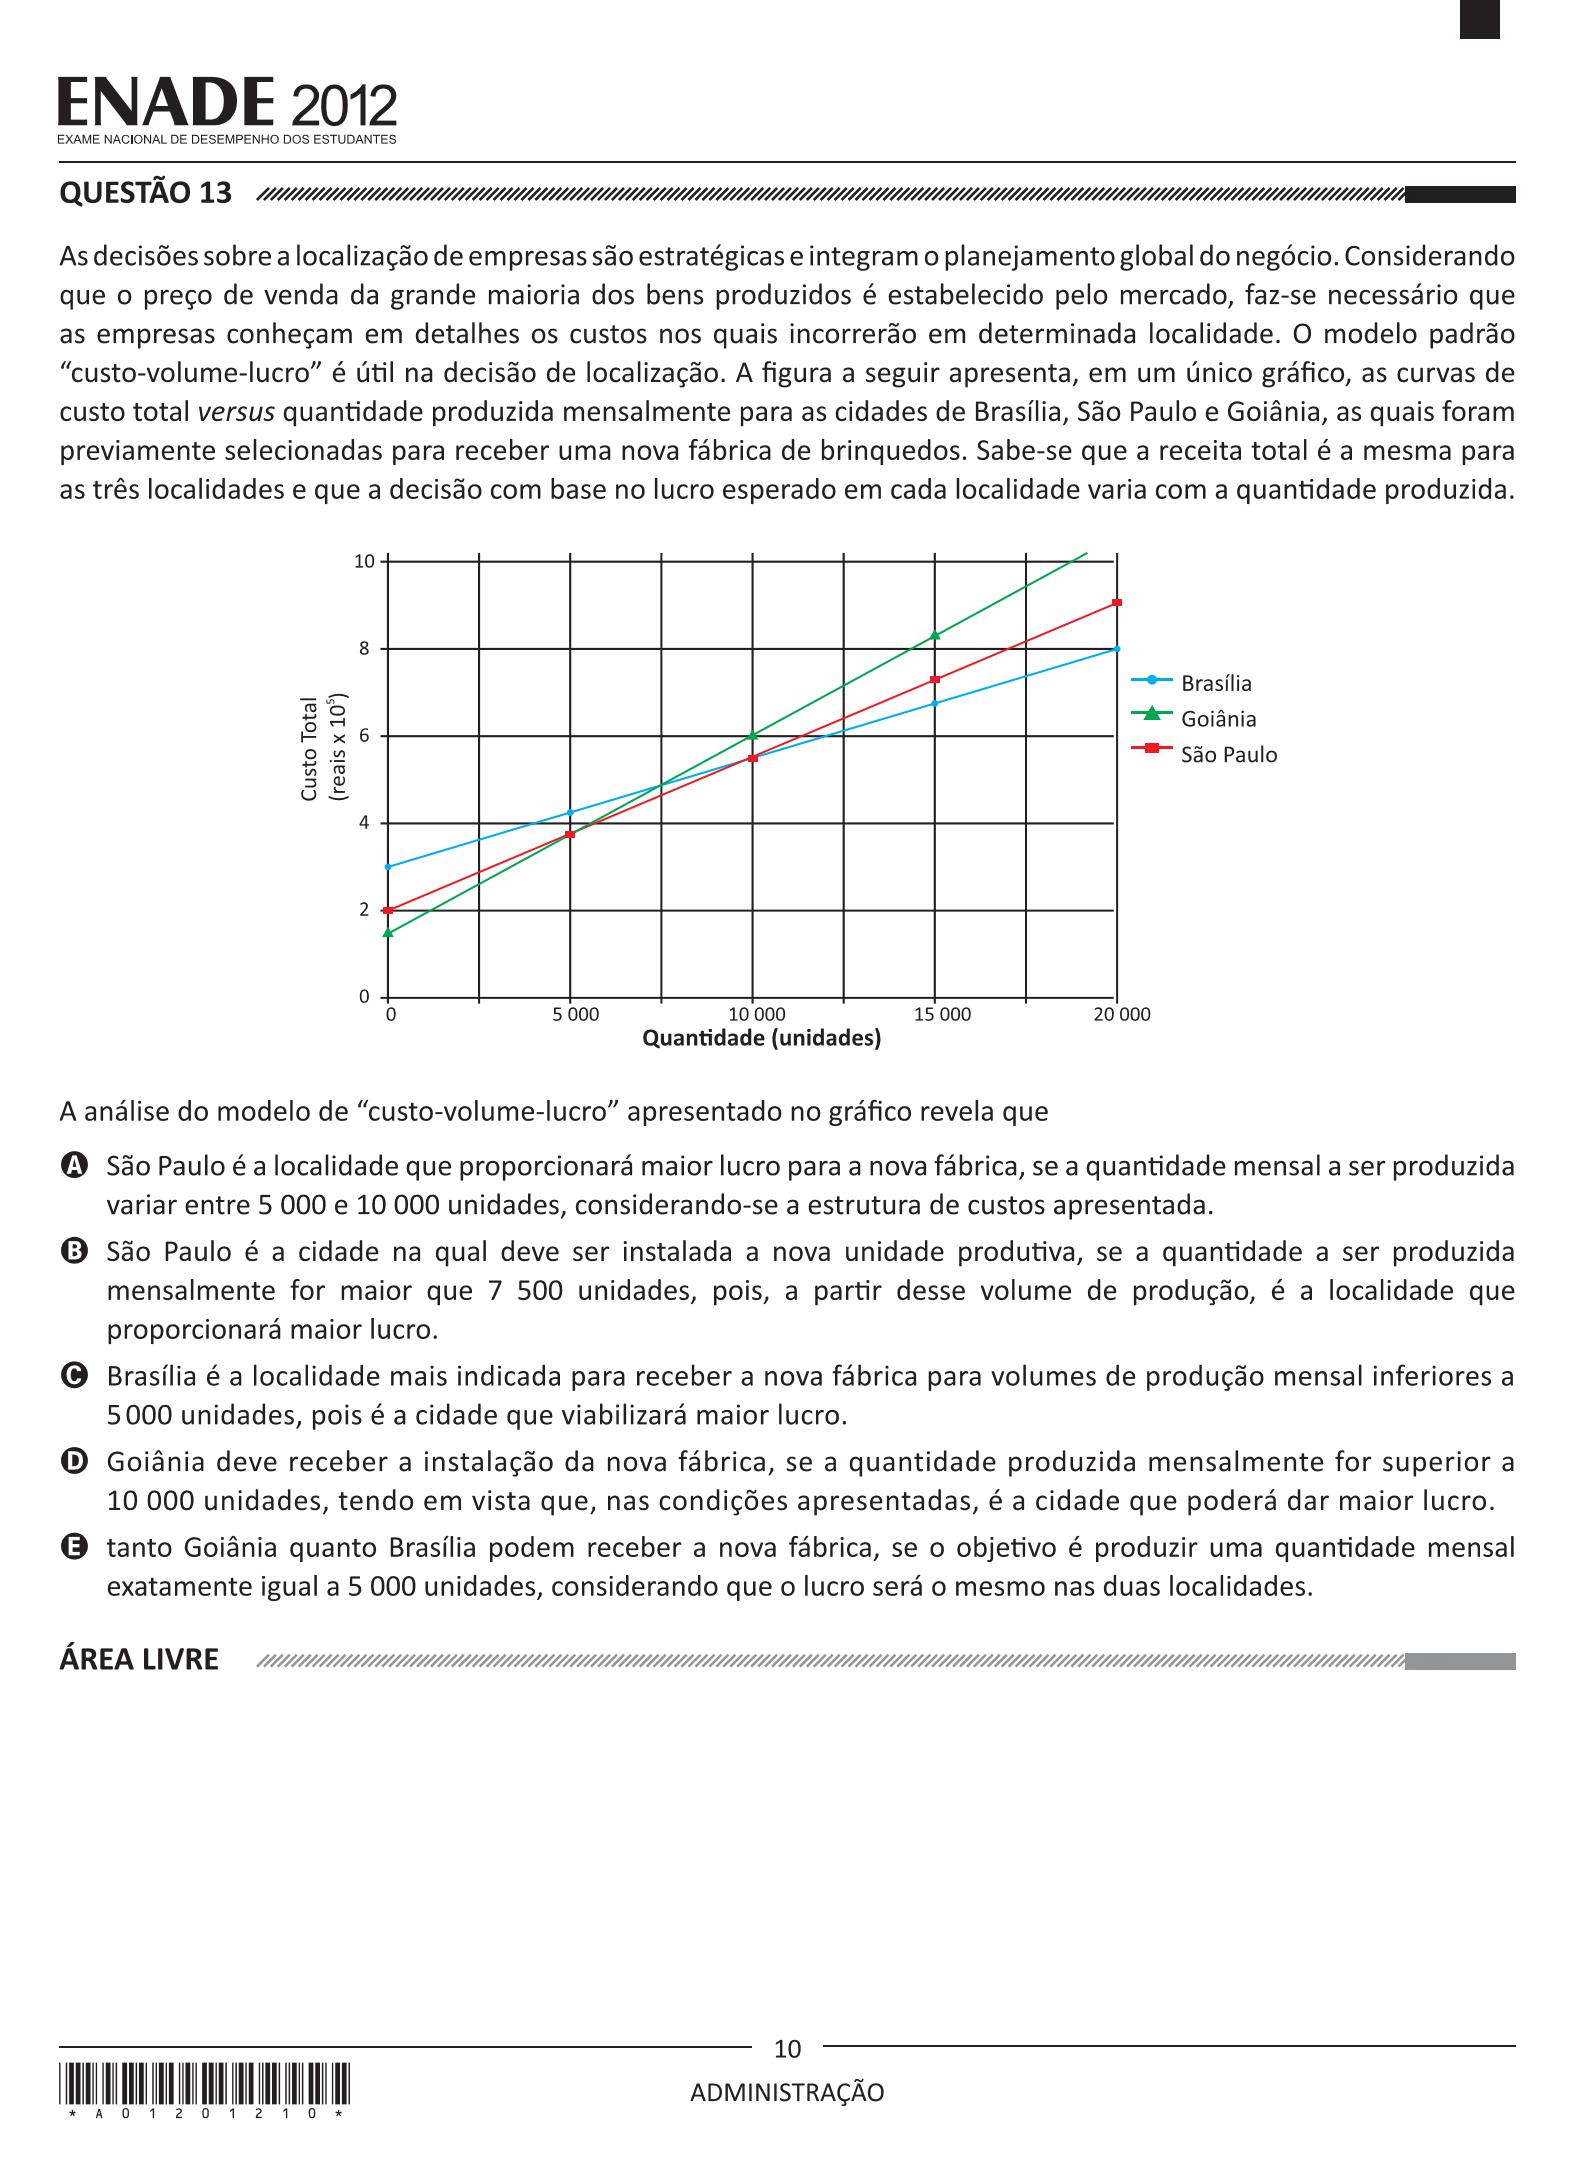 ENADE 2012
EXAME NACIONAL DE DESEMPENHO DOS ESTUDANTES
QUESTÃO 13
As decisões sobre a localização de empresas são estratégicas e integram o planejamento global do negócio. Considerando
que o preço de venda da grande maioria dos bens produzidos é estabelecido pelo mercado, faz-se necessário que
as empresas conheçam em detalhes os custos nos quais incorrerão em determinada localidade. O modelo padrão
“custo-volume-lucro” é útil na decisão de localização. A figura a seguir apresenta, em um único gráfico, as curvas de
custo total versus quantidade produzida mensalmente para as cidades de Brasília, São Paulo e Goiânia, as quais foram
previamente selecionadas para receber uma nova fábrica de brinquedos. Sabe-se que a receita total é a mesma para
as três localidades e que a decisão com base no lucro esperado em cada localidade varia com a quantidade produzida.
10
8
6
4
2
0
Custo Total
(reais x 10⁵)
0 5 000 10 000 15 000 20 000
Quantidade (unidades)
Brasília
Goiânia
São Paulo
A análise do modelo de “custo-volume-lucro” apresentado no gráfico revela que
A São Paulo é a localidade que proporcionará maior lucro para a nova fábrica, se a quantidade mensal a ser produzida
variar entre 5 000 e 10 000 unidades, considerando-se a estrutura de custos apresentada.
B São Paulo é a cidade na qual deve ser instalada a nova unidade produtiva, se a quantidade a ser produzida
mensalmente for maior que 7 500 unidades, pois, a partir desse volume de produção, é a localidade que
proporcionará maior lucro.
C Brasília é a localidade mais indicada para receber a nova fábrica para volumes de produção mensal inferiores a
5 000 unidades, pois é a cidade que viabilizará maior lucro.
D Goiânia deve receber a instalação da nova fábrica, se a quantidade produzida mensalmente for superior a
10 000 unidades, tendo em vista que, nas condições apresentadas, é a cidade que poderá dar maior lucro.
E tanto Goiânia quanto Brasília podem receber a nova fábrica, se o objetivo é produzir uma quantidade mensal
exatamente igual a 5 000 unidades, considerando que o lucro será o mesmo nas duas localidades.
ÁREA LIVRE
10
ADMINISTRAÇÃO
* A 0 1 2 0 1 2 1 0 *